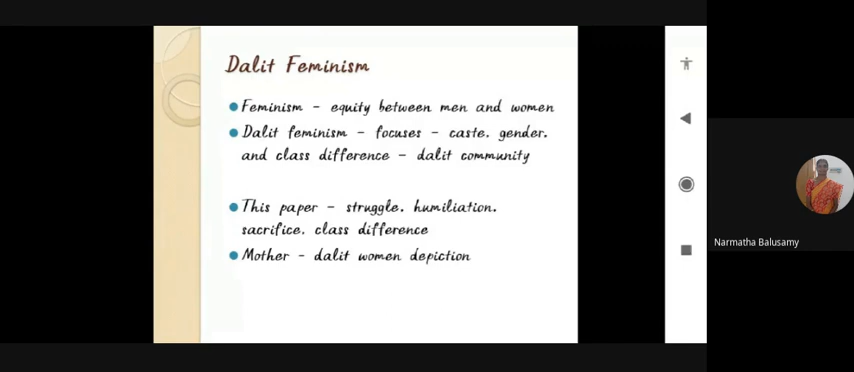 Dalit Feminism
Feminism - equity between men and women
Dalit feminism - focuses - caste, gender,
and class difference - dalit community
This paper - struggle, humiliation,
sacrifice, class difference
Mother - dalit women depiction
Narmatha Balusamy